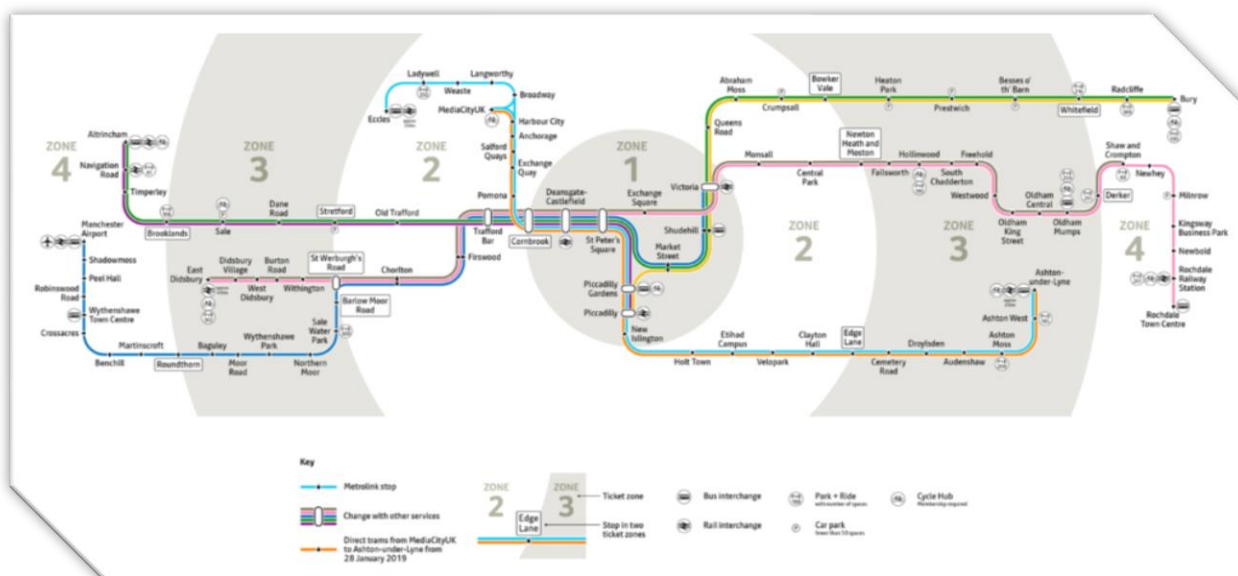 ZONE
4
ZONE
3
ZONE
2
ZONE
1
ZONE
2
ZONE
3
ZONE
4
Altrincham
Navigation
Road
Timperley
Brooklands
Sale
Dane
Road
Stretford
Old Trafford
Trafford
Bar
Cornbrook
Deansgate-
Castlefield
St Peter's
Square
Exchange
Square
Victoria
Shudehill
Market
Street
Piccadilly
Gardens
Piccadilly
New
Islington
Ladywell
Weaste
Langworthy
Broadway
Eccles
MediaCityUK
Harbour City
Anchorage
Salford
Quays
Exchange
Quay
Pomona
Manchester
Airport
Shadowmoss
Peel Hall
Robinswood
Road
Wythenshawe
Town Centre
Crossacres
Benchill
Martinscroft
Roundthorn
Baguley
Moor
Road
Wythenshawe
Park
Northern
Moor
Sale
Water
Park
Barlow Moor
Road
St Werburgh's
Road
East
Didsbury
Didsbury
Village
West
Didsbury
Burton
Road
Withington
Chorlton
Firswood
Queens
Road
Abraham
Moss
Crumpsall
Bowker
Vale
Heaton
Park
Prestwich
Besses o'
th' Barn
Whitefield
Radcliffe
Bury
Monsall
Central
Park
Newton
Heath and
Moston
Failsworth
Hollinwood
South
Chadderton
Freehold
Westwood
Oldham
King
Street
Oldham
Central
Oldham
Mumps
Derker
Shaw and
Crompton
Newhey
Milnrow
Kingsway
Business Park
Newbold
Rochdale
Railway
Station
Rochdale
Town Centre
Holt Town
Etihad
Campus
Velopark
Clayton
Hall
Edge
Lane
Cemetery
Road
Droylsden
Audenshaw
Ashton
Moss
Ashton West
Ashton-
under-Lyne
Key
Metrolink stop
Change with other services
Direct trams from MediaCityUK
to Ashton-under-Lyne from
28 January 2019
ZONE
2
ZONE
3
Edge
Lane
Ticket zone
Stop in two
ticket zones
Bus interchange
Rail interchange
Park + Ride
with number of spaces
Car park
fewer than 50 spaces
Cycle Hub
Membership required